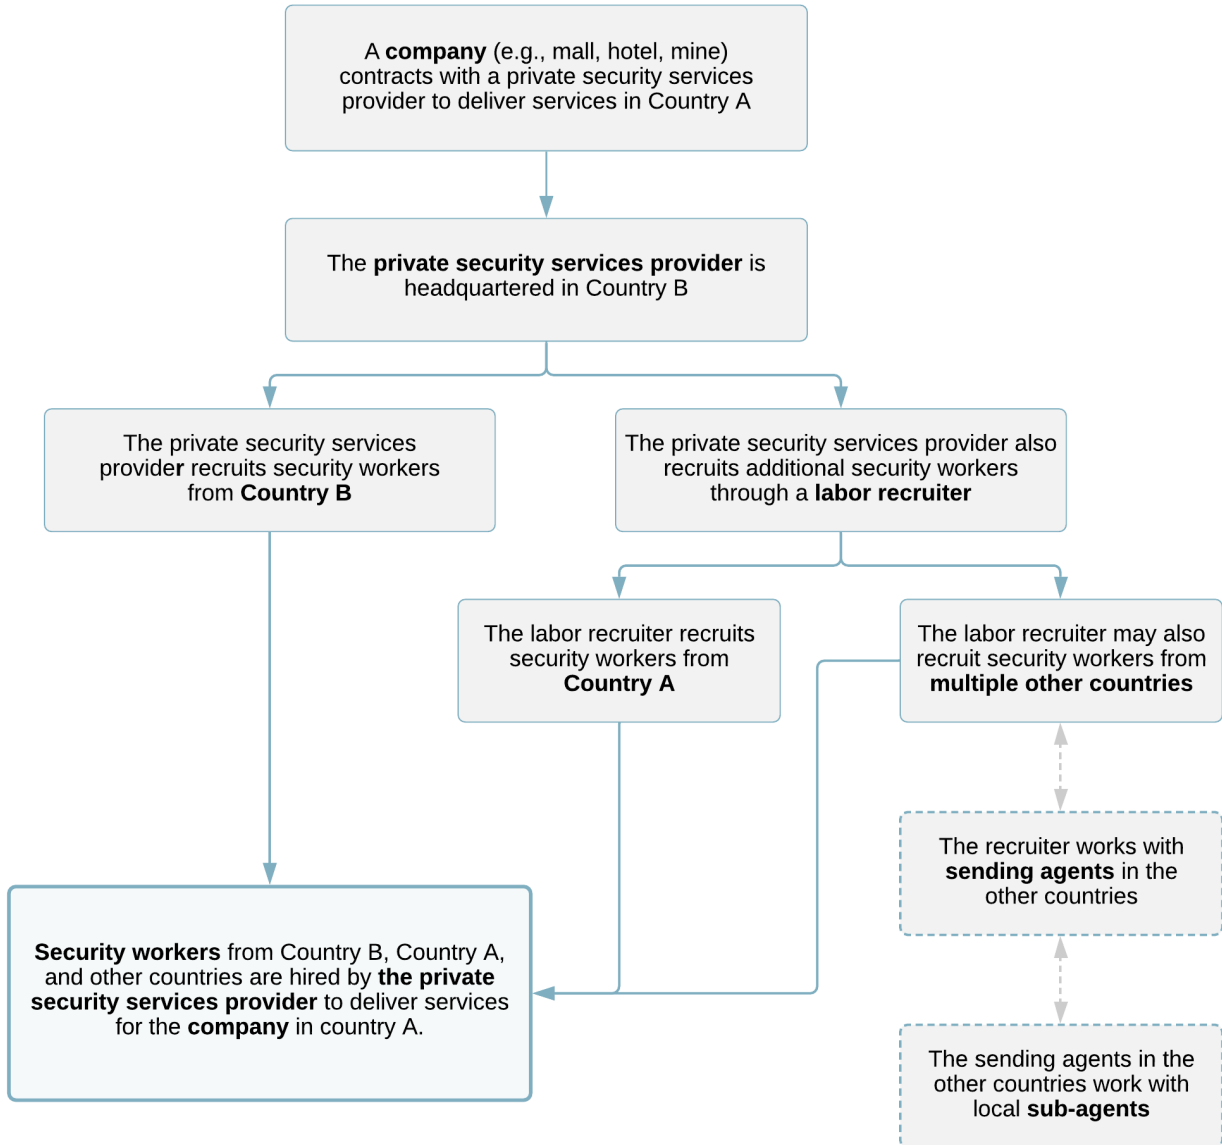 A company (e.g., mall, hotel, mine)
contracts with a private security services
provider to deliver services in Country A
The private security services provider is
headquartered in Country B
The private security services
provider recruits security workers
from Country B
The private security services provider also
recruits additional security workers
through a labor recruiter
The labor recruiter recruits
security workers from
Country A
The labor recruiter may also
recruit security workers from
multiple other countries
The recruiter works with
sending agents in the
other countries
Security workers from Country B, Country A,
and other countries are hired by the private
security services provider to deliver services
for the company in country A.
The sending agents in the
other countries work with
local sub-agents